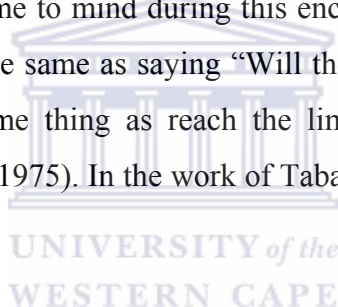 me to mind during this enc
e same as saying “Will th
me thing as reach the lin
1975). In the work of Taba
UNIVERSITY of the
WESTERN CAPE